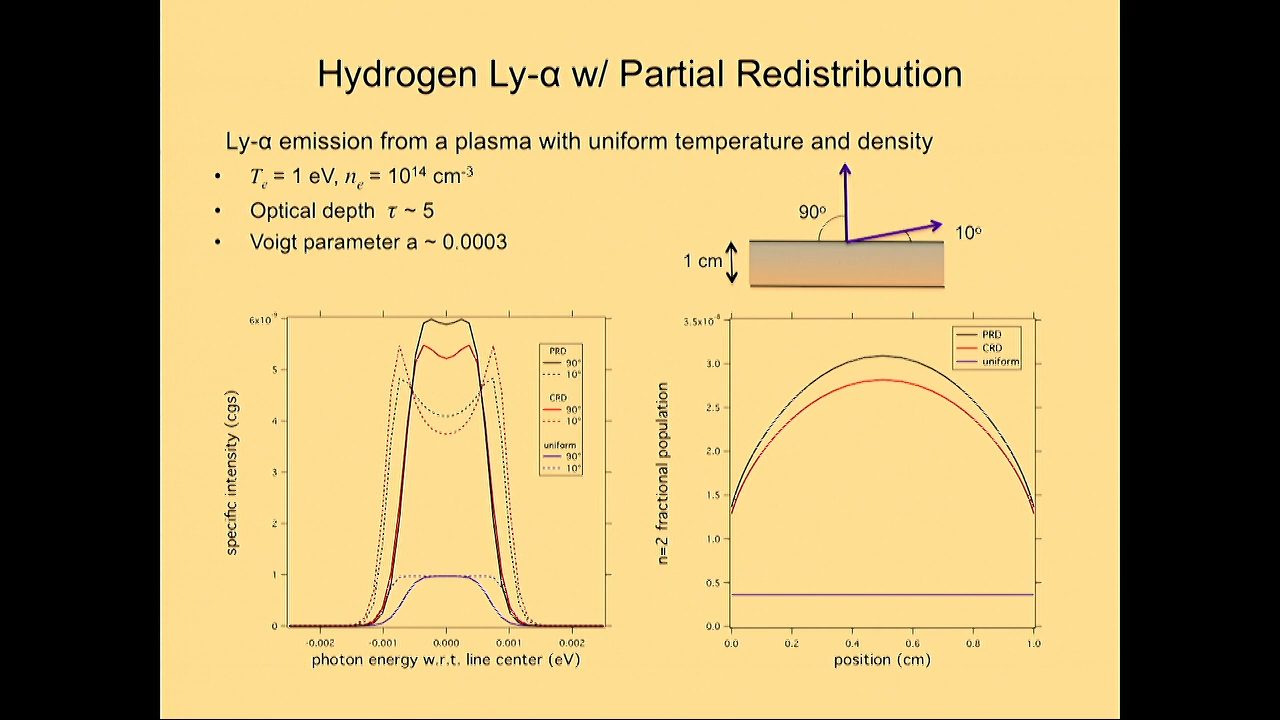 Hydrogen Ly-α w/ Partial Redistribution
Ly-α emission from a plasma with uniform temperature and density
• Tₑ = 1 eV, nₑ = 10¹⁴ cm⁻³
• Optical depth τ ~ 5
• Voigt parameter a ~ 0.0003
90º
10º
1 cm
6x10⁻⁹
5
4
3
2
1
0
specific intensity (cgs)
-0.002
-0.001
0.000
0.001
0.002
photon energy w.r.t. line center (eV)
PRD
90°
10°
CRD
90°
10°
uniform
90°
10°
3.5x10⁻⁸
3.0
2.5
2.0
1.5
1.0
0.5
0.0
n=2 fractional population
0.0
0.2
0.4
0.6
0.8
1.0
position (cm)
PRD
CRD
uniform